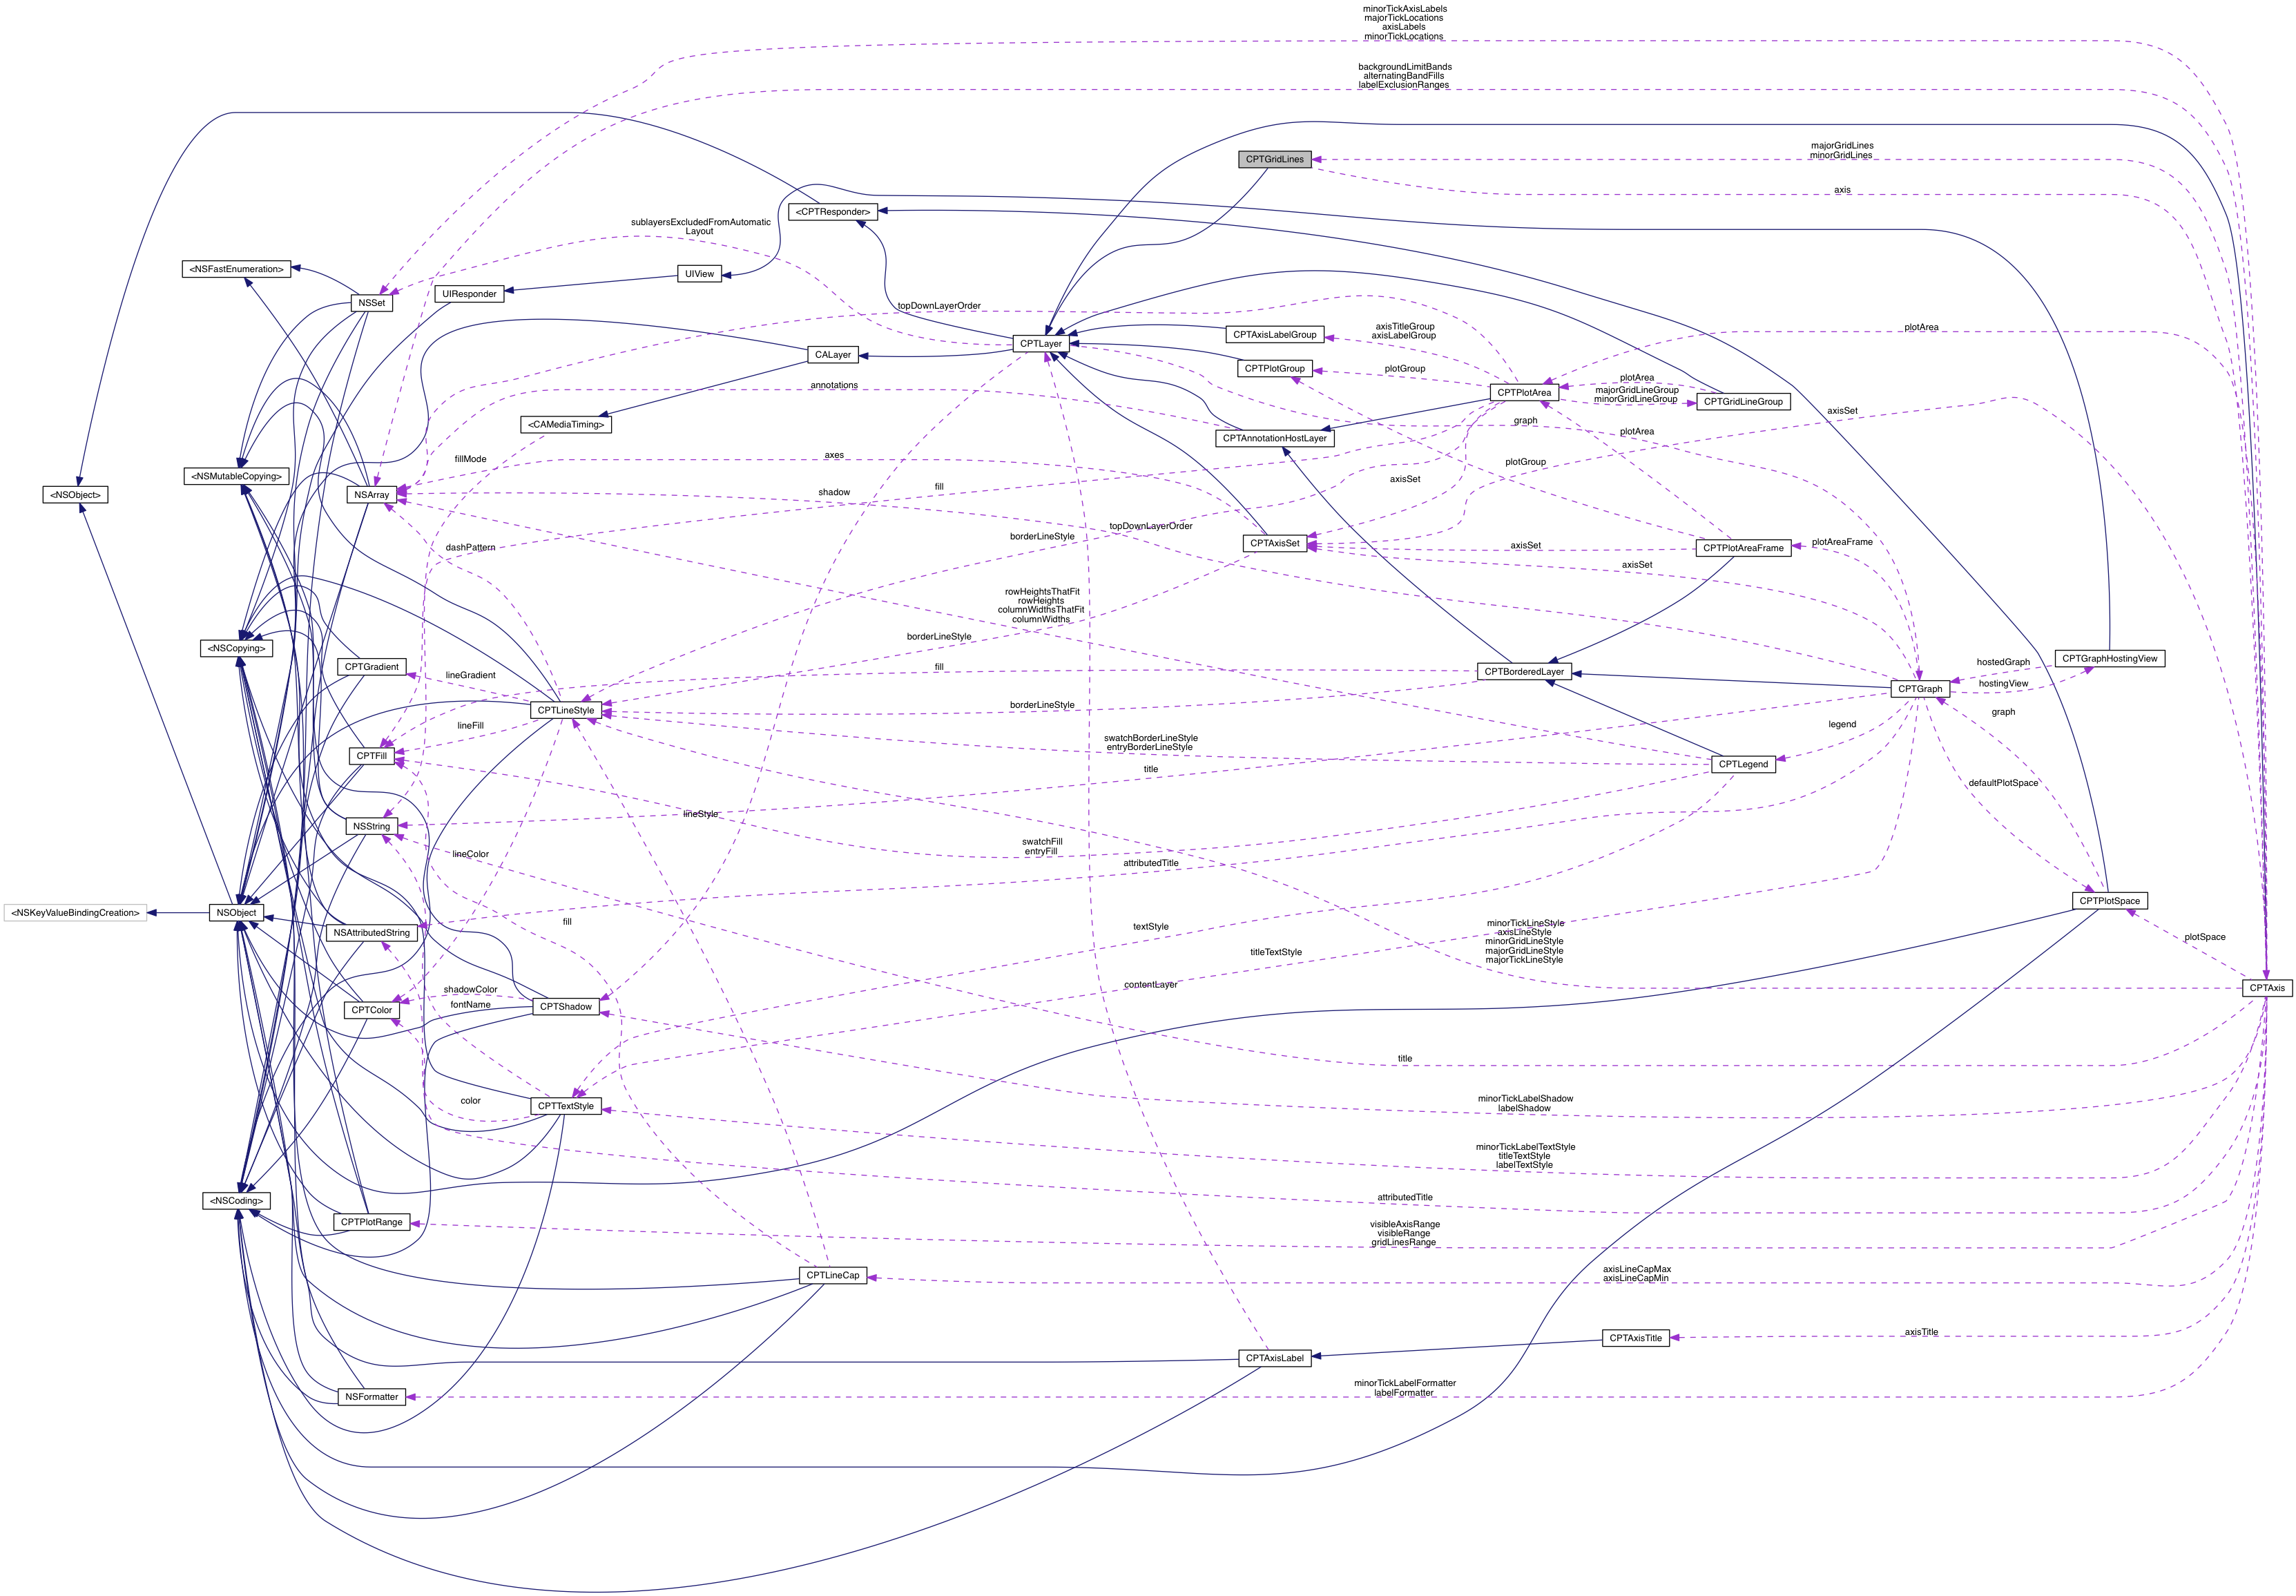 minorTickAxisLabels
majorTickLocations
axisLabels
minorTickLocations
backgroundLimitBands
alternatingBandFills
labelExclusionRanges
majorGridLines
minorGridLines
CPTGridLines
axis
<CPTResponder>
sublayersExcludedFromAutomatic
Layout
<NSFastEnumeration>
UIView
UIResponder
NSSet
topDownLayerOrder
CPTAxisLabelGroup
axisTitleGroup
axisLabelGroup
plotArea
CPTLayer
CALayer
CPTPlotGroup
plotGroup
plotArea
annotations
majorGridLineGroup
minorGridLineGroup
CPTPlotArea
CPTGridLineGroup
axisSet
<CAMediaTiming>
graph
plotArea
CPTAnnotationHostLayer
fillMode
axes
plotGroup
<NSMutableCopying>
axisSet
<NSObject>
NSArray
shadow
fill
topDownLayerOrder
borderLineStyle
CPTAxisSet
axisSet
CPTPlotAreaFrame
plotAreaFrame
dashPattern
axisSet
rowHeightsThatFit
rowHeights
columnWidthsThatFit
columnWidths
borderLineStyle
<NSCopying>
CPTGradient
lineGradient
fill
CPTBorderedLayer
hostedGraph
CPTGraphHostingView
hostingView
CPTGraph
CPTLineStyle
borderLineStyle
graph
legend
lineFill
swatchBorderLineStyle
entryBorderLineStyle
CPTFill
title
CPTLegend
defaultPlotSpace
lineStyle
NSString
swatchFill
entryFill
lineColor
attributedTitle
<NSKeyValueBindingCreation>
NSObject
CPTPlotSpace
fill
textStyle
minorTickLineStyle
axisLineStyle
minorGridLineStyle
majorGridLineStyle
majorTickLineStyle
NSAttributedString
plotSpace
titleTextStyle
shadowColor
contentLayer
CPTAxis
fontName
CPTColor
CPTShadow
title
color
CPTTextStyle
minorTickLabelShadow
labelShadow
minorTickLabelTextStyle
titleTextStyle
labelTextStyle
<NSCoding>
attributedTitle
CPTPlotRange
visibleAxisRange
visibleRange
gridLinesRange
CPTLineCap
axisLineCapMax
axisLineCapMin
axisTitle
CPTAxisTitle
CPTAxisLabel
minorTickLabelFormatter
labelFormatter
NSFormatter